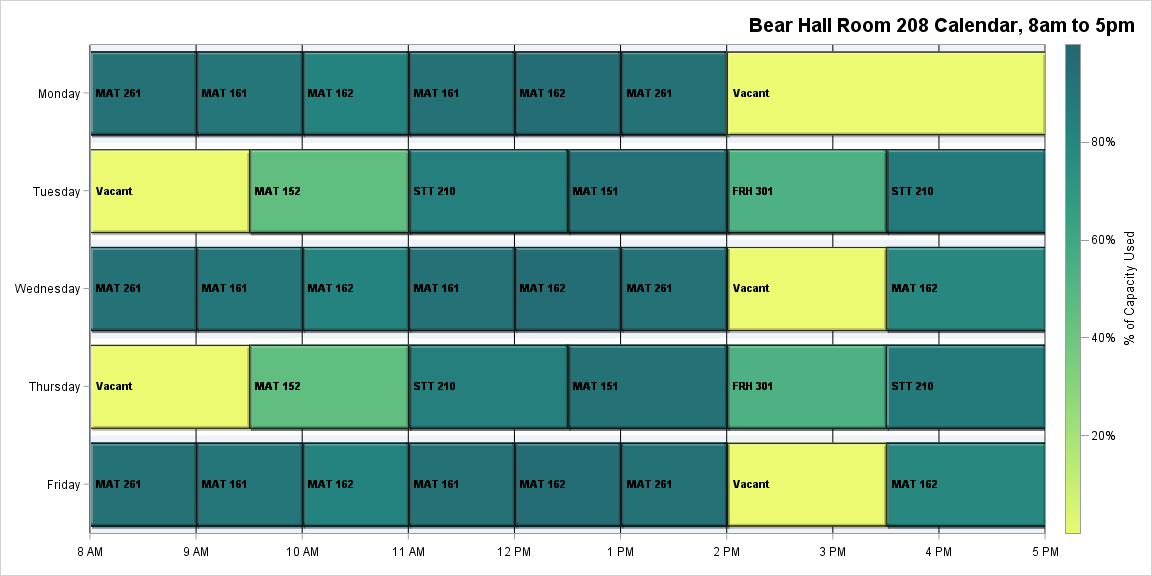 Bear Hall Room 208 Calendar, 8am to 5pm
Monday
MAT 261
MAT 161
MAT 162
MAT 161
MAT 162
MAT 261
Vacant
Tuesday
Vacant
MAT 152
STT 210
MAT 151
FRH 301
STT 210
Wednesday
MAT 261
MAT 161
MAT 162
MAT 161
MAT 162
MAT 261
Vacant
MAT 162
Thursday
Vacant
MAT 152
STT 210
MAT 151
FRH 301
STT 210
Friday
MAT 261
MAT 161
MAT 162
MAT 161
MAT 162
MAT 261
Vacant
MAT 162
8 AM
9 AM
10 AM
11 AM
12 PM
1 PM
2 PM
3 PM
4 PM
5 PM
80%
60%
40%
20%
% of Capacity Used